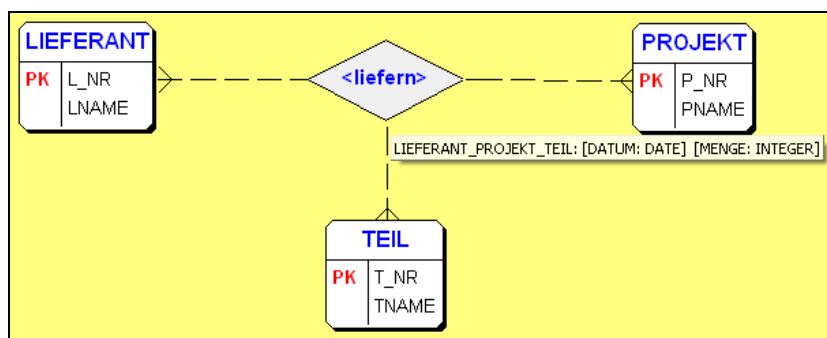 LIEFERANT
PK L_NR
LNAME
<liefern>
PROJEKT
PK P_NR
PNAME
LIEFERANT_PROJEKT_TEIL: [DATUM: DATE] [MENGE: INTEGER]
TEIL
PK T_NR
TNAME